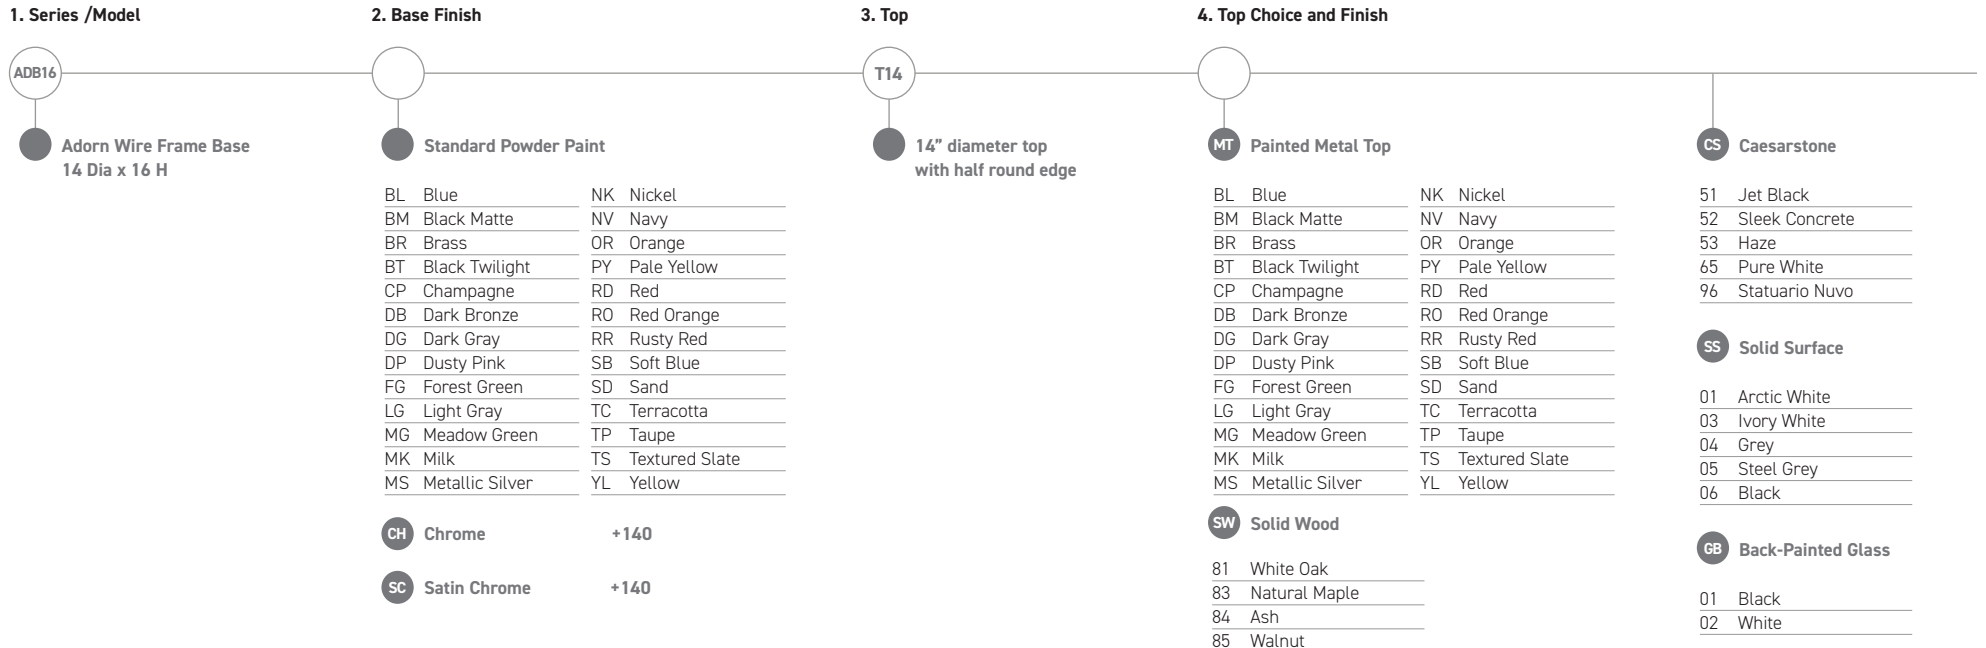 1. Series /Model
ADB16
Adorn Wire Frame Base
14 Dia x 16 H
2. Base Finish
Standard Powder Paint
BL Blue
BM Black Matte
BR Brass
BT Black Twilight
CP Champagne
DB Dark Bronze
DG Dark Gray
DP Dusty Pink
FG Forest Green
LG Light Gray
MG Meadow Green
MK Milk
MS Metallic Silver
NK Nickel
NV Navy
OR Orange
PY Pale Yellow
RD Red
RO Red Orange
RR Rusty Red
SB Soft Blue
SD Sand
TC Terracotta
TP Taupe
TS Textured Slate
YL Yellow
CH Chrome +140
SC Satin Chrome +140
3. Top
T14
14” diameter top
with half round edge
4. Top Choice and Finish
MT Painted Metal Top
BL Blue
BM Black Matte
BR Brass
BT Black Twilight
CP Champagne
DB Dark Bronze
DG Dark Gray
DP Dusty Pink
FG Forest Green
LG Light Gray
MG Meadow Green
MK Milk
MS Metallic Silver
NK Nickel
NV Navy
OR Orange
PY Pale Yellow
RD Red
RO Red Orange
RR Rusty Red
SB Soft Blue
SD Sand
TC Terracotta
TP Taupe
TS Textured Slate
YL Yellow
SW Solid Wood
81 White Oak
83 Natural Maple
84 Ash
85 Walnut
CS Caesarstone
51 Jet Black
52 Sleek Concrete
53 Haze
65 Pure White
96 Statuario Nuvo
SS Solid Surface
01 Arctic White
03 Ivory White
04 Grey
05 Steel Grey
06 Black
GB Back-Painted Glass
01 Black
02 White